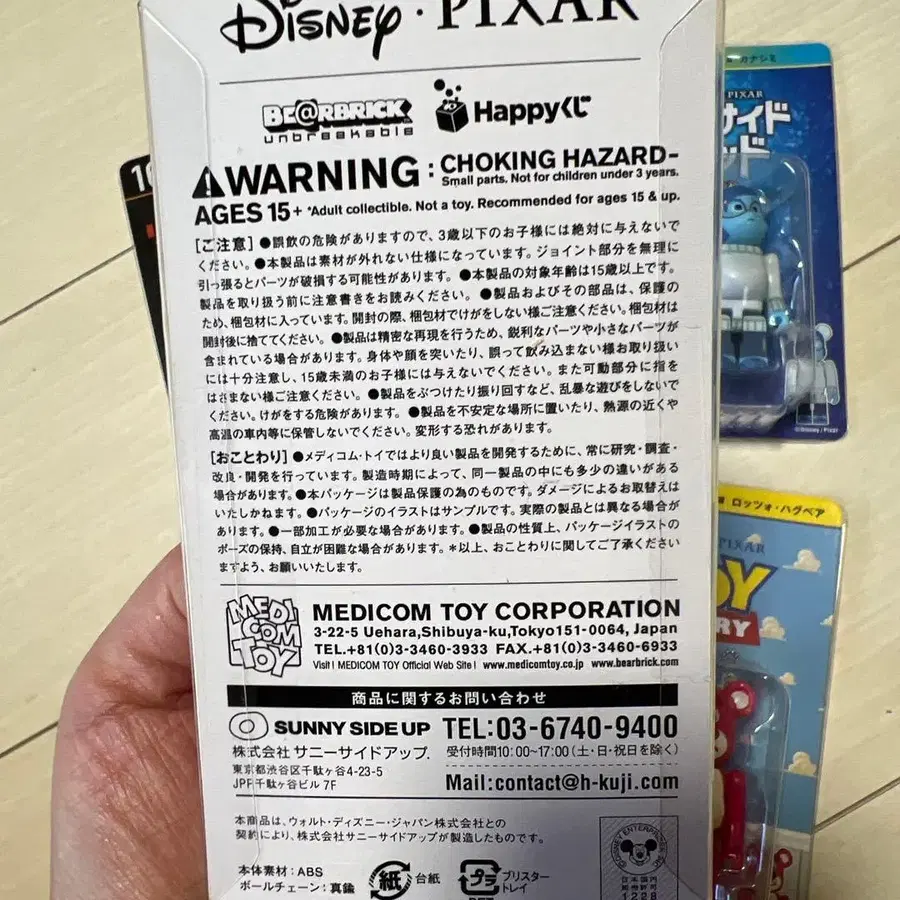 Disney · PIXAR
BE@RBRICK
unbreakable
Happyくじ
WARNING : CHOKING HAZARD-
Small parts. Not for children under 3 years.
AGES 15+ *Adult collectible. Not a toy. Recommended for ages 15 & up.
[ご注意] ●誤飲の危険がありますので、3歳以下のお子様には絶対に与えないで
ください。●本製品は素材が外れない仕様になっています。ジョイント部分を無理に
引っ張るとパーツが破損する可能性があります。●本製品の対象年齢は15歳以上です。
製品を取り扱う前に注意書きをお読みください。●製品およびその部品は、保護の
ため、梱包材に入っています。開封の際、梱包材でけがをしない様ご注意ください。梱包材は
開封後に捨ててください。●製品は精密な再現を行うため、鋭利なパーツや小さなパーツが
含まれている場合があります。身体や顔を突いたり、誤って飲み込まない様お取り扱い
には十分注意し、15歳未満のお子様には与えないでください。また可動部分に指を
はさまない様ご注意ください。●製品をぶつけたり振り回すなど、乱暴な遊びをしないで
ください。けがをする危険があります。●製品を不安定な場所に置いたり、熱源の近くや
高温の車内等に保管しないでください。変形する恐れがあります。
[おことわり] ●メディコム・トイではより良い製品を開発するために、常に研究・調査・
改良・開発を行っています。製造時期によって、同一製品の中にも多少の違いがある
場合があります。●本パッケージは製品保護の為のものです。ダメージによるお取替えは
いたしかねます。●パッケージのイラストはサンプルです。実際の製品とは異なる場合が
あります。●一部加工が必要な場合があります。●製品の性質上、パッケージイラストの
ポーズの保持、自立が困難な場合があります。*以上、おことわりに関してご了承ください
ますよう、お願いいたします。
MEDI
COM
TOY
MEDICOM TOY CORPORATION
3-22-5 Uehara,Shibuya-ku,Tokyo151-0064, Japan
TEL.+81(0)3-3460-3933 FAX.+81(0)3-3460-6933
Visit! MEDICOM TOY Official Web Site! www.medicomtoy.co.jp www.bearbrick.com
商品に関するお問い合わせ
SUNNY SIDE UP
株式会社 サニーサイドアップ.
東京都渋谷区千駄ヶ谷4-23-5
JPR千駄ヶ谷ビル 7F
TEL:03-6740-9400
受付時間10:00~17:00(土・日・祝日を除く)
Mail:contact@h-kuji.com
本商品は、ウォルト・ディズニー・ジャパン株式会社との
契約により、株式会社サニーサイドアップが製造したものです。
本体素材:ABS
ボールチェーン:真鍮
紙 台紙
プラ ブリスター
トレイ
PET
日本国内
販売許可
1228
10
カナシミ
PIXAR
サイド
ッド
©Disney/Pixar
ロッツォ・ハグベア
PIXAR
OY
RY